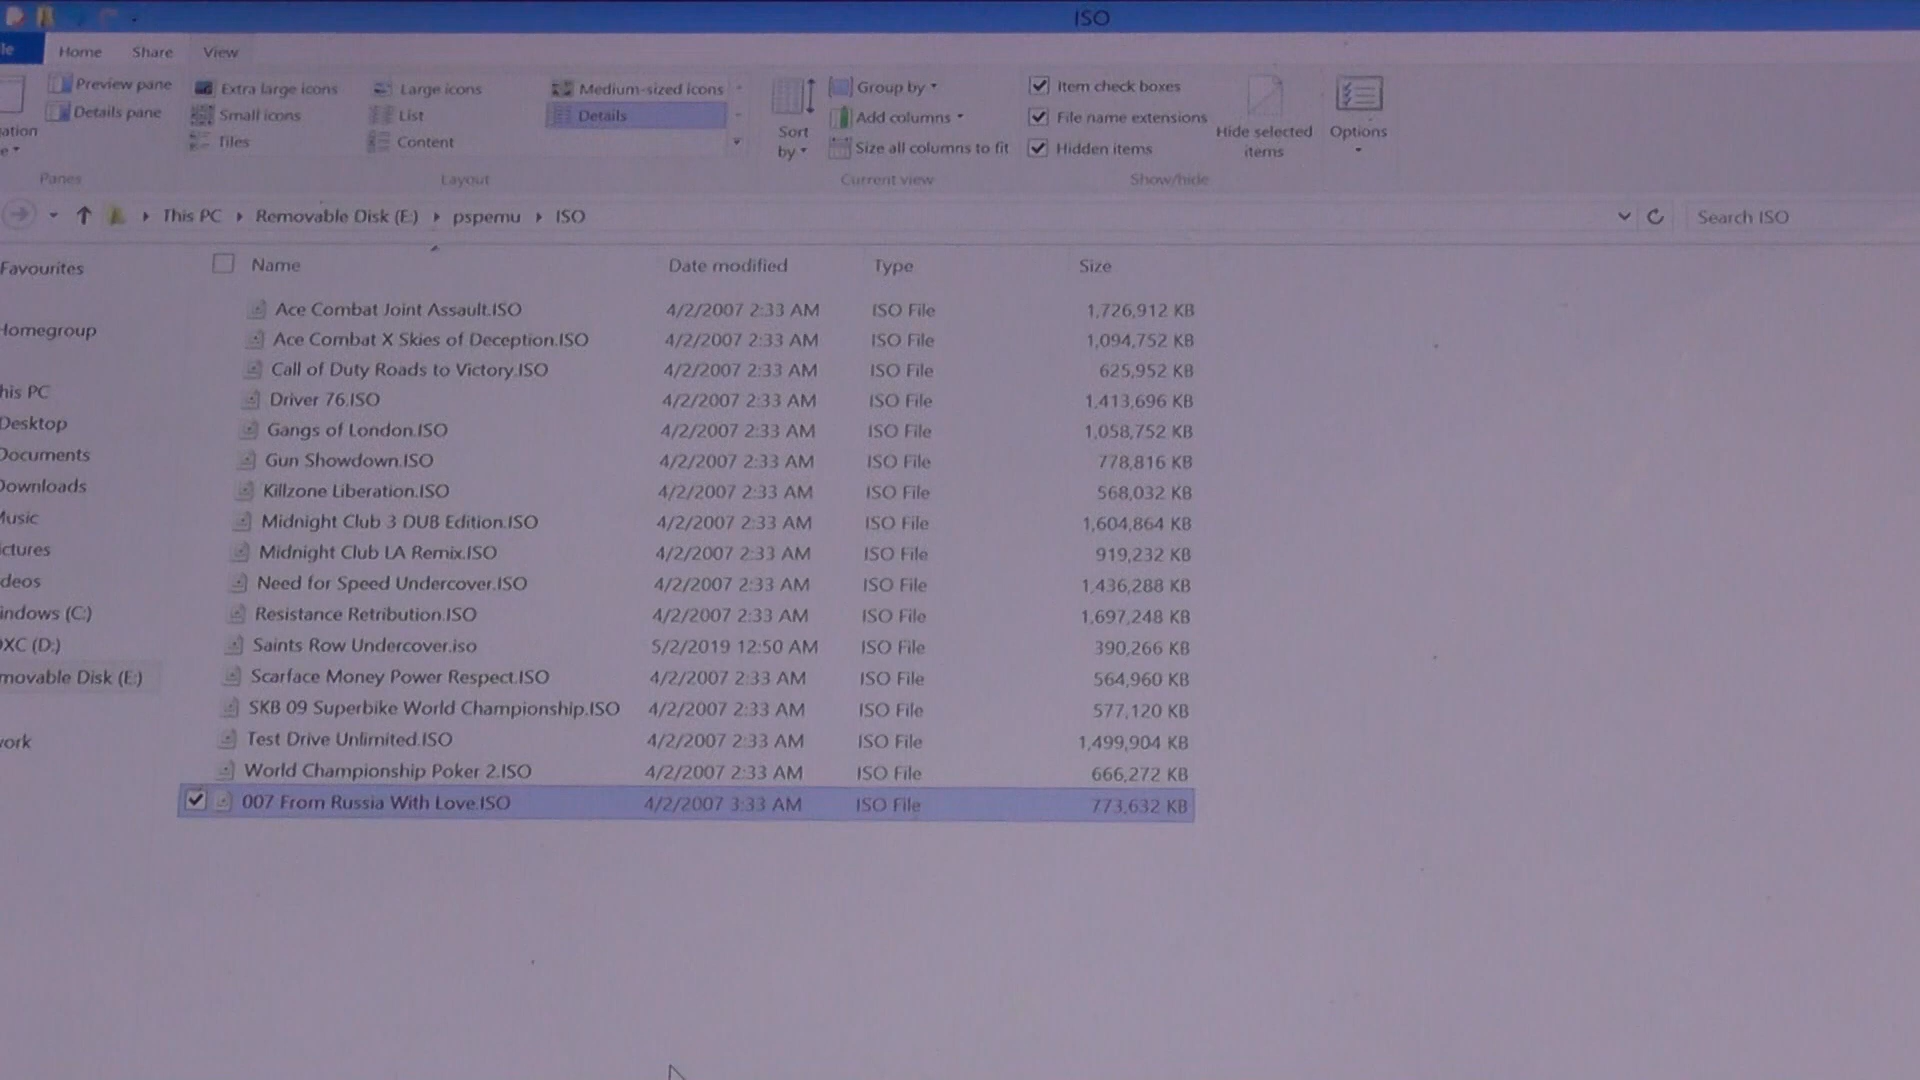 ISO
le
Home Share View
Preview pane
Details pane
ation
e
Panes
Extra large icons Large icons Medium-sized icons
Small icons List Details
Tiles Content
Layout
Sort by
Group by
Add columns
Size all columns to fit
Current view
Item check boxes
File name extensions
Hidden items
Hide selected items
Show/hide
Options
This PC Removable Disk (E:) pspemu ISO
Search ISO
Favourites
Homegroup
his PC
Desktop
Documents
Downloads
Music
ictures
deos
indows (C:)
OXC (D:)
movable Disk (E:)
work
Name Date modified Type Size
Ace Combat Joint Assault.ISO 4/2/2007 2:33 AM ISO File 1,726,912 KB
Ace Combat X Skies of Deception.ISO 4/2/2007 2:33 AM ISO File 1,094,752 KB
Call of Duty Roads to Victory.ISO 4/2/2007 2:33 AM ISO File 625,952 KB
Driver 76.ISO 4/2/2007 2:33 AM ISO File 1,413,696 KB
Gangs of London.ISO 4/2/2007 2:33 AM ISO File 1,058,752 KB
Gun Showdown.ISO 4/2/2007 2:33 AM ISO File 778,816 KB
Killzone Liberation.ISO 4/2/2007 2:33 AM ISO File 568,032 KB
Midnight Club 3 DUB Edition.ISO 4/2/2007 2:33 AM ISO File 1,604,864 KB
Midnight Club LA Remix.ISO 4/2/2007 2:33 AM ISO File 919,232 KB
Need for Speed Undercover.ISO 4/2/2007 2:33 AM ISO File 1,436,288 KB
Resistance Retribution.ISO 4/2/2007 2:33 AM ISO File 1,697,248 KB
Saints Row Undercover.iso 5/2/2019 12:50 AM ISO File 390,266 KB
Scarface Money Power Respect.ISO 4/2/2007 2:33 AM ISO File 564,960 KB
SKB 09 Superbike World Championship.ISO 4/2/2007 2:33 AM ISO File 577,120 KB
Test Drive Unlimited.ISO 4/2/2007 2:33 AM ISO File 1,499,904 KB
World Championship Poker 2.ISO 4/2/2007 2:33 AM ISO File 666,272 KB
007 From Russia With Love.ISO 4/2/2007 3:33 AM ISO File 773,632 KB